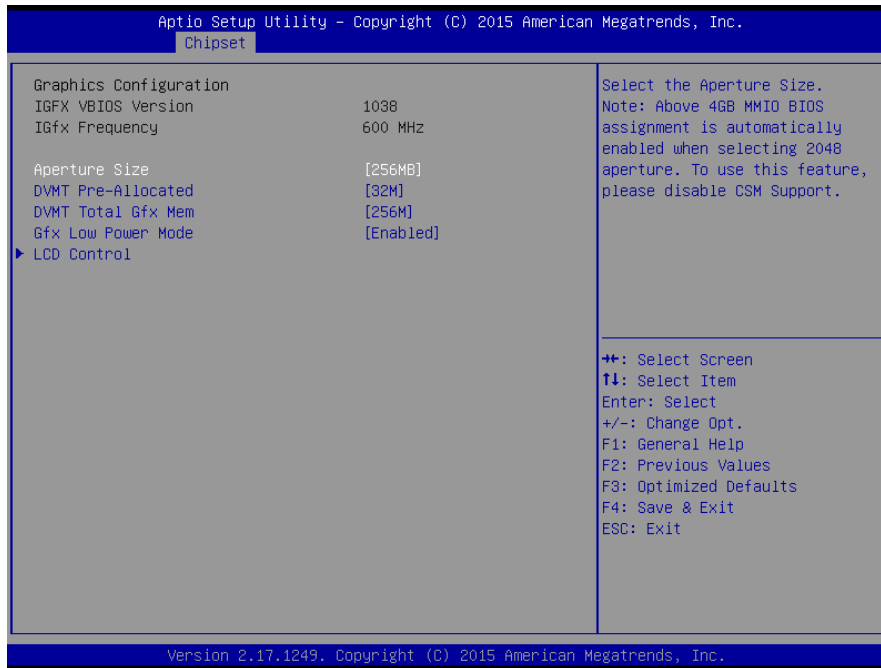 Aptio Setup Utility – Copyright (C) 2015 American Megatrends, Inc.
Chipset
Graphics Configuration
IGFX VBIOS Version 1038
IGfx Frequency 600 MHz
Aperture Size [256MB]
DVMT Pre-Allocated [32M]
DVMT Total Gfx Mem [256M]
Gfx Low Power Mode [Enabled]
▶ LCD Control
Select the Aperture Size.
Note: Above 4GB MMIO BIOS
assignment is automatically
enabled when selecting 2048
aperture. To use this feature,
please disable CSM Support.
→←: Select Screen
↑↓: Select Item
Enter: Select
+/-: Change Opt.
F1: General Help
F2: Previous Values
F3: Optimized Defaults
F4: Save & Exit
ESC: Exit
Version 2.17.1249. Copyright (C) 2015 American Megatrends, Inc.